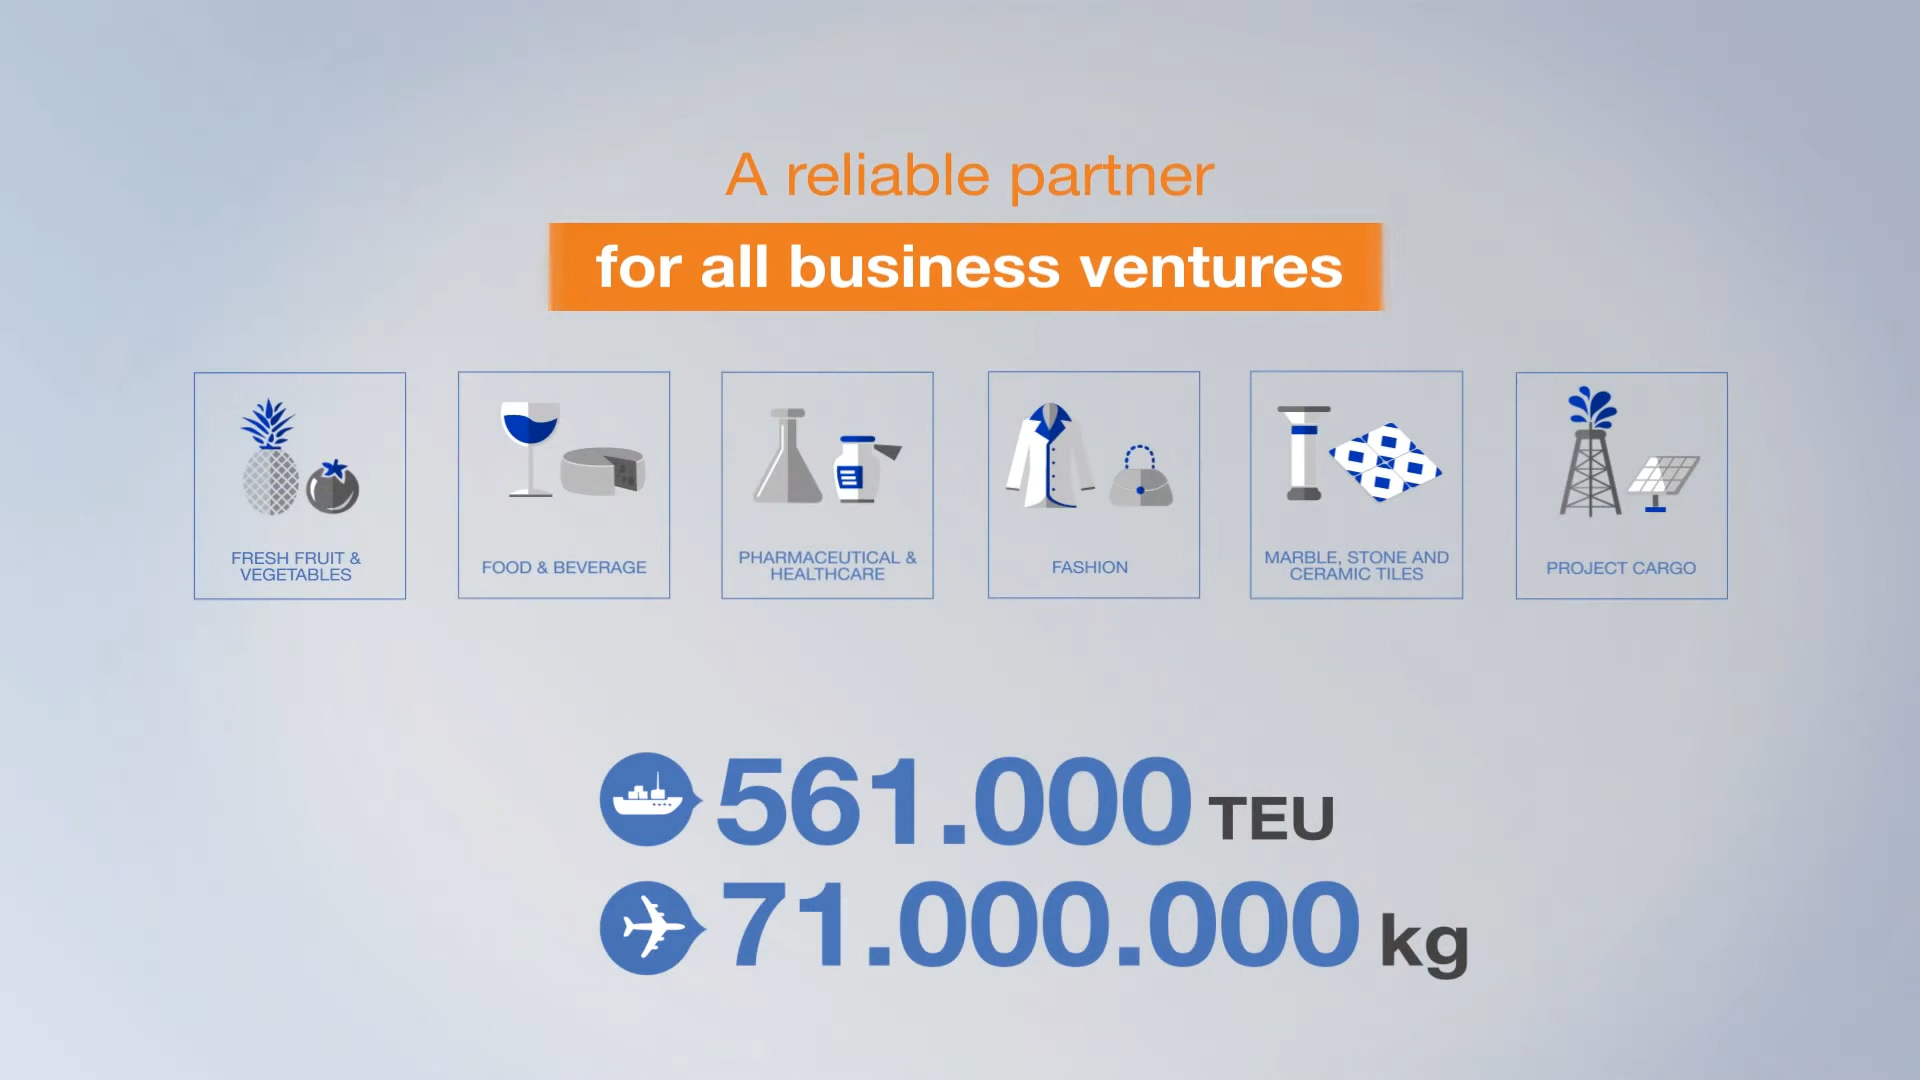 A reliable partner
for all business ventures
FRESH FRUIT &
VEGETABLES
FOOD & BEVERAGE
PHARMACEUTICAL &
HEALTHCARE
FASHION
MARBLE, STONE AND
CERAMIC TILES
PROJECT CARGO
561.000 TEU
71.000.000 kg